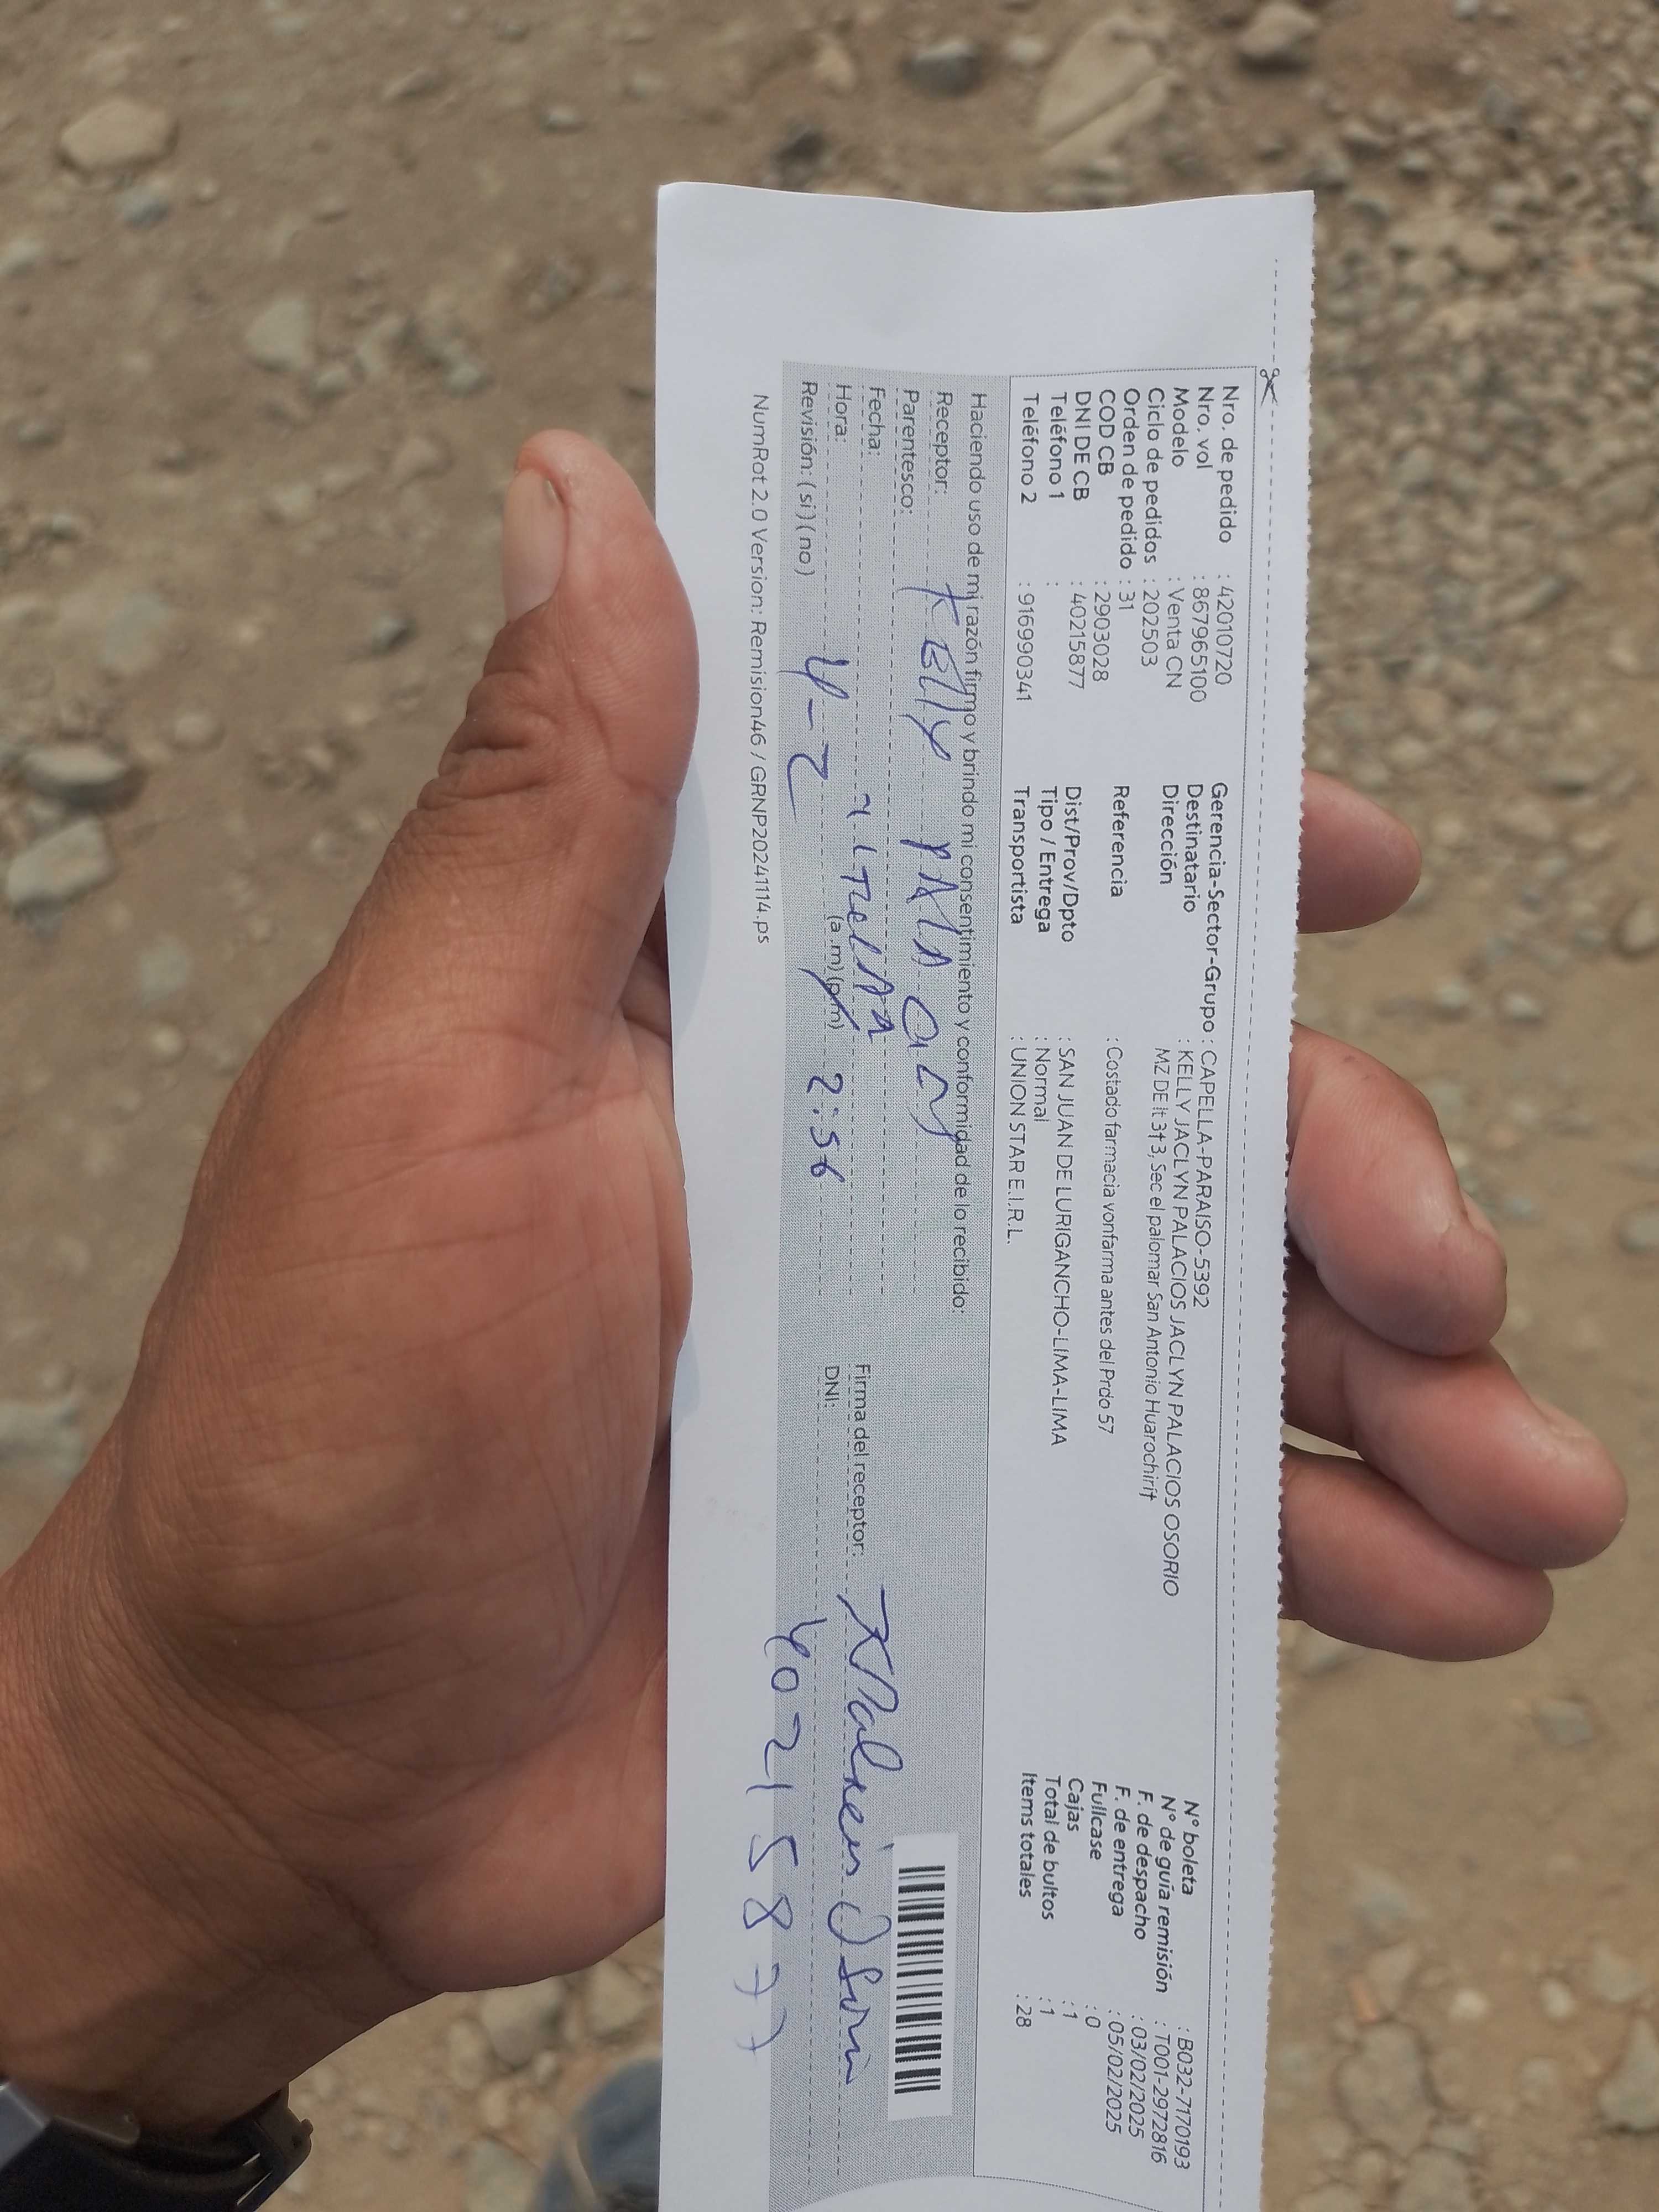 Nro. de pedido : 42010720
Nro. vol : 867965100
Modelo : Venta CN
Ciclo de pedidos : 202503
Orden de pedido : 31
COD CB : 2903028
DNI DE CB : 40215877
Teléfono 1 :
Teléfono 2 : 916990341
Gerencia-Sector-Grupo : CAPELLA-PARAISO-5392
Destinatario : KELLY JACLYN PALACIOS JACLYN PALACIOS OSORIO
Dirección MZ DE lt 3f 3, Sec el palomar San Antonio Huarochirif
Referencia : Costado farmacia vonfarma antes del Prdo 57
Dist/Prov/Dpto : SAN JUAN DE LURIGANCHO-LIMA-LIMA
Tipo / Entrega : Normal
Transportista : UNION STAR E.I.R.L.
N° boleta : B032-7170193
N° de guía remisión : T001-2972816
F. de despacho : 03/02/2025
F. de entrega : 05/02/2025
Fullcase : 0
Cajas : 1
Total de bultos : 1
Items totales : 28
Haciendo uso de mi razón firmo y brindo mi consentimiento y conformidad de lo recibido:
Receptor: Kelly
Parentesco:
Fecha:
Hora: (a.m)(p.m) 2:56
Revisión: (si)(no) 4-2
Firma del receptor:
DNI: 40215877
NumRat 2.0 Version: Remision46 / GRNP20241114.ps